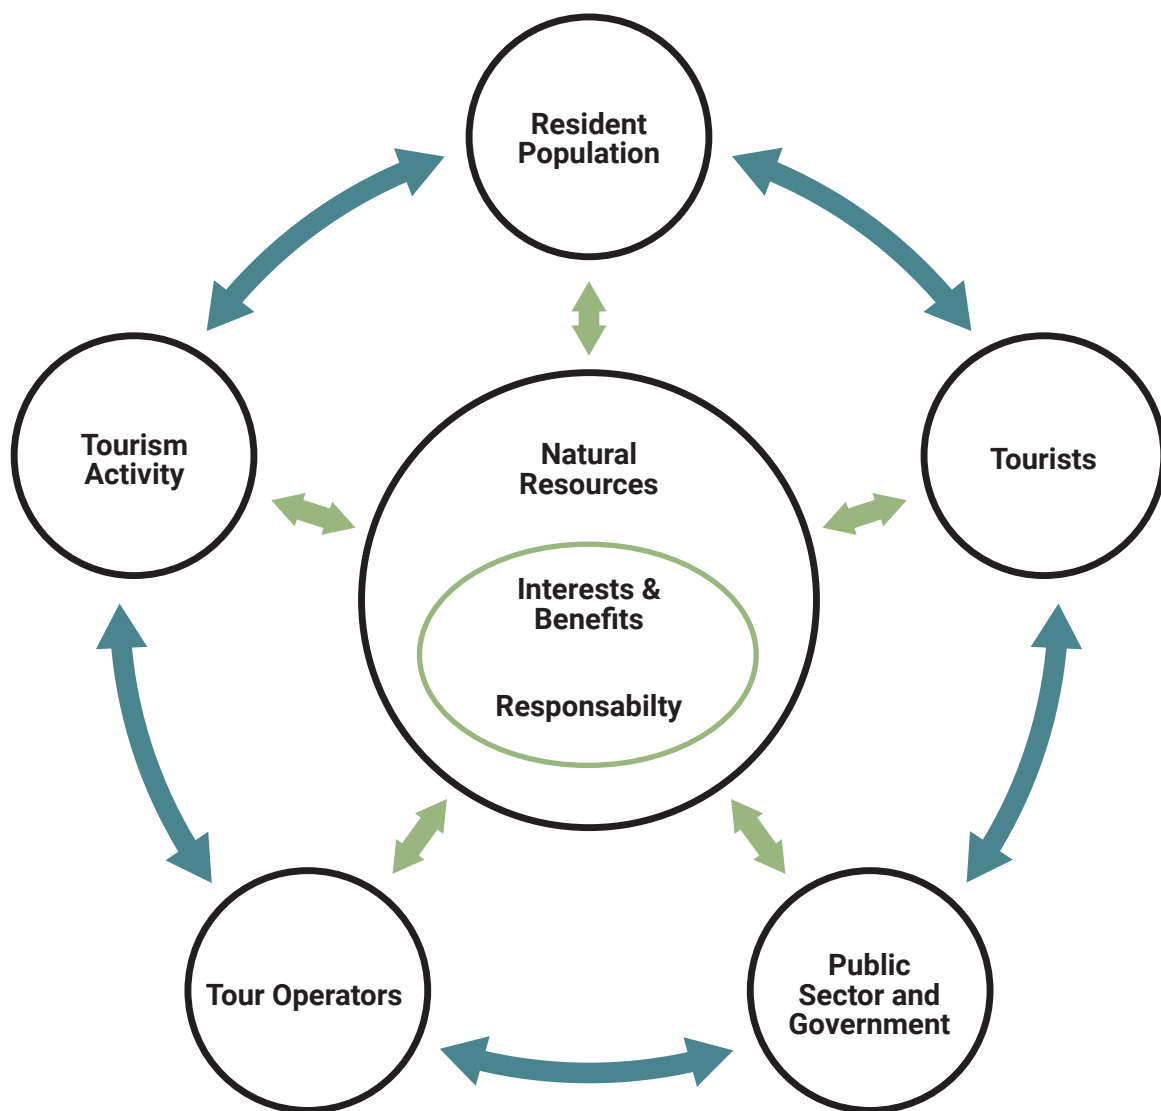 Resident
Population
Tourism
Activity
Natural
Resources
Tourists
Interests &
Benefits
Responsabilty
Tour Operators
Public
Sector and
Government